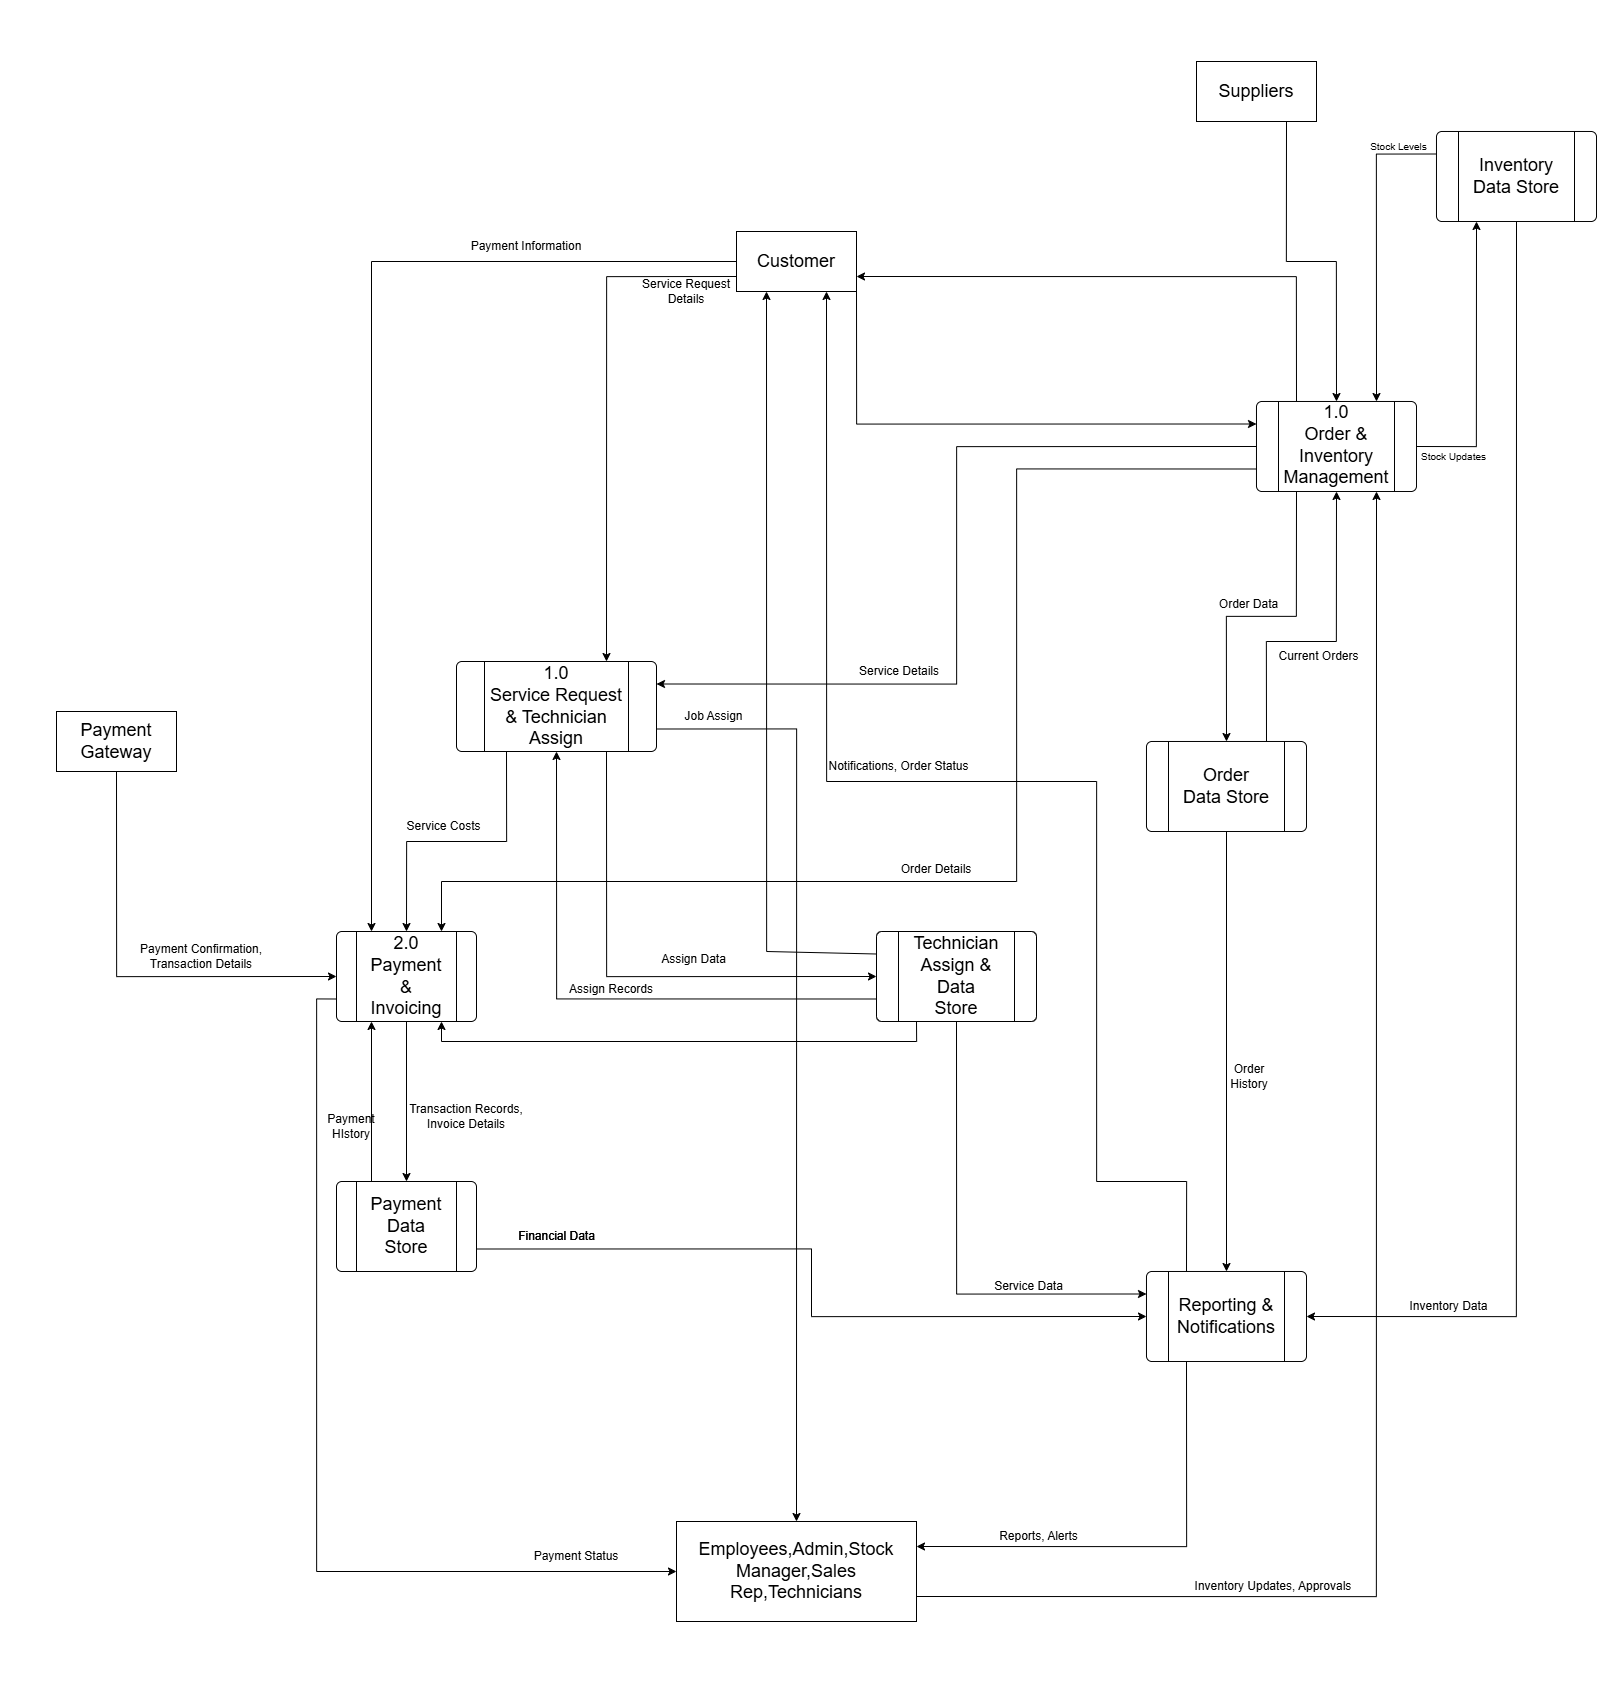 Suppliers
Stock Levels
Inventory
Data Store
Payment Information
Customer
Service Request
Details
1.0
Order &
Inventory
Management
Stock Updates
Order Data
Current Orders
Service Details
1.0
Service Request
& Technician
Assign
Job Assign
Payment
Gateway
Notifications, Order Status
Order
Data Store
Service Costs
Order Details
Payment Confirmation,
Transaction Details
2.0
Payment
&
Invoicing
Assign Data
Assign Records
Technician
Assign &
Data
Store
Order
History
Payment
HIstory
Transaction Records,
Invoice Details
Payment
Data
Store
Financial Data
Service Data
Reporting &
Notifications
Inventory Data
Reports, Alerts
Payment Status
Employees,Admin,Stock
Manager,Sales
Rep,Technicians
Inventory Updates, Approvals